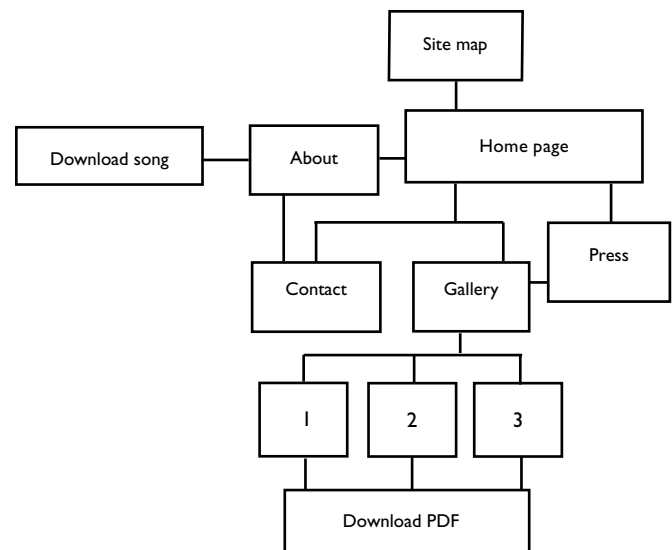 Site map
Home page
Download song
About
Press
Contact
Gallery
1
2
3
Download PDF